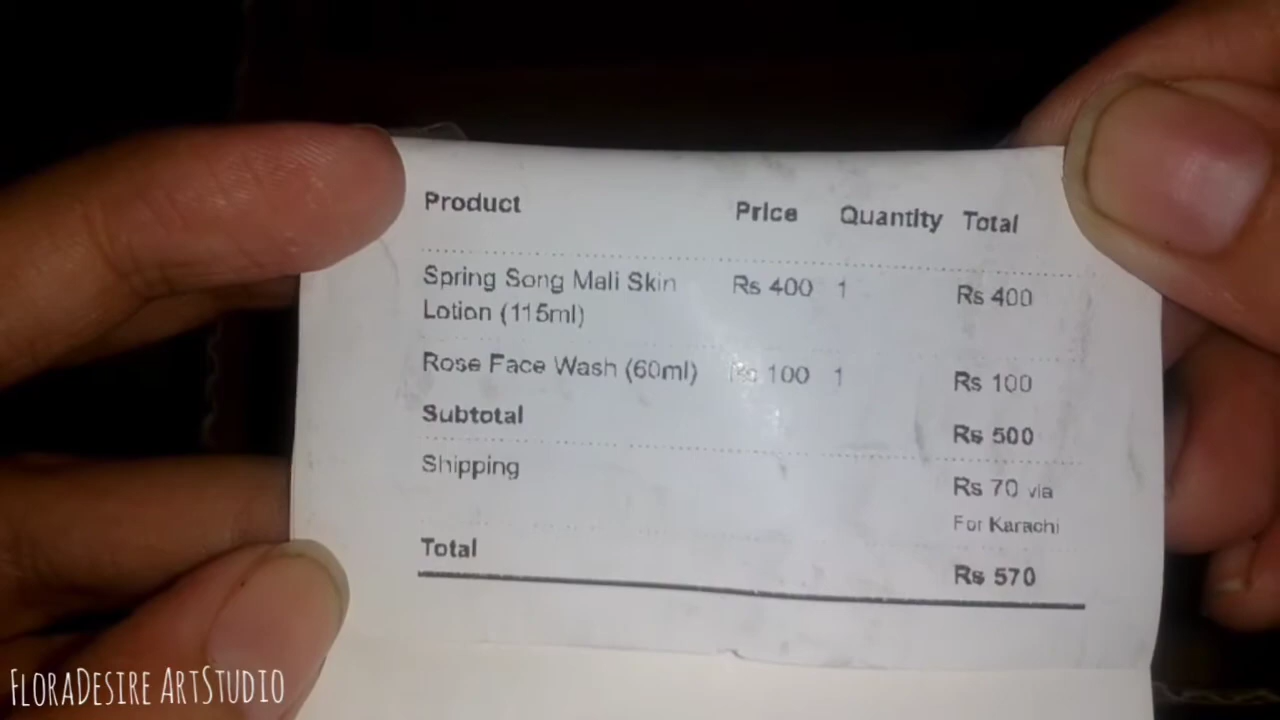 Product Price Quantity Total
Spring Song Mali Skin Rs 400 1 Rs 400
Lotion (115ml)
Rose Face Wash (60ml) Rs 100 1 Rs 100
Subtotal Rs 500
Shipping Rs 70 via
For Karachi
Total Rs 570
FLORADESIRE ARTSTUDIO